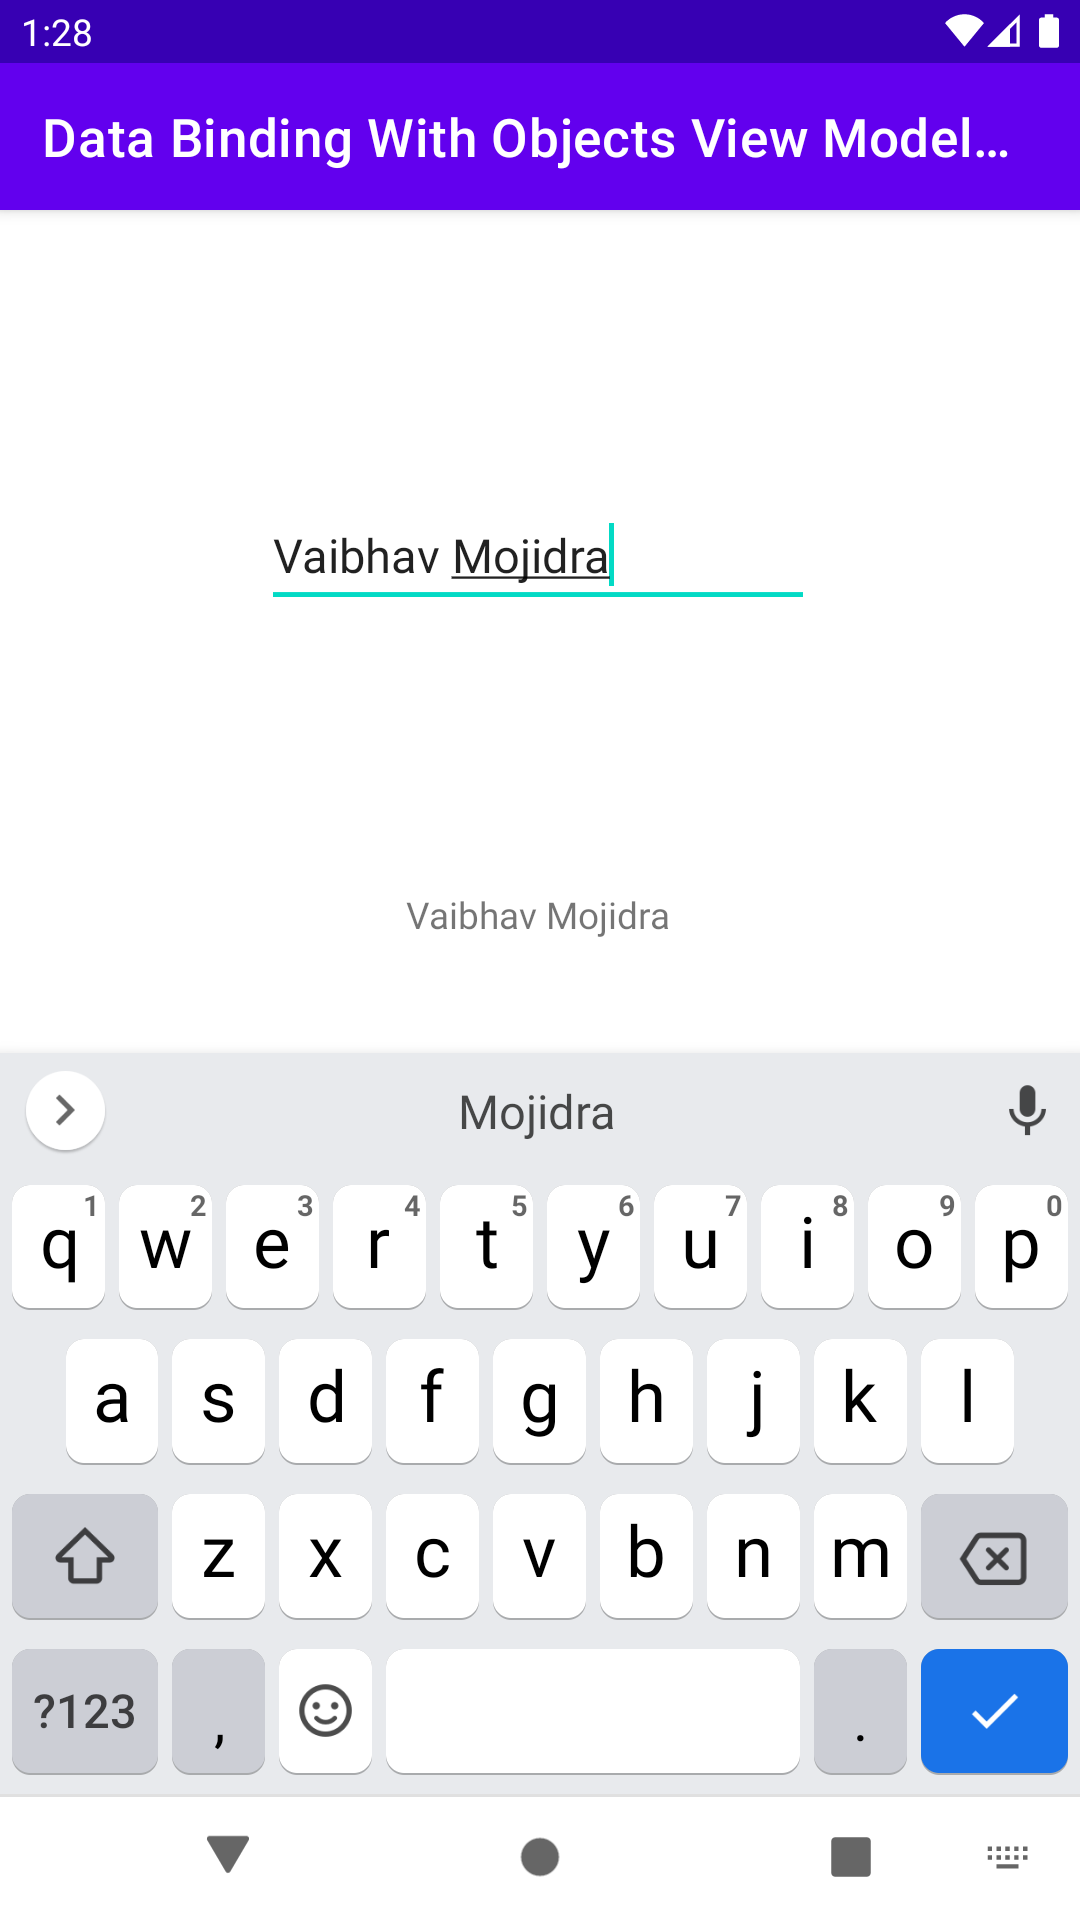 1:28
Data Binding With Objects View Model...
Vaibhav Mojidra
Vaibhav Mojidra
Mojidra
1 2 3 4 5 6 7 8 9 0
q w e r t y u i o p
a s d f g h j k l
z x c v b n m
?123 , .